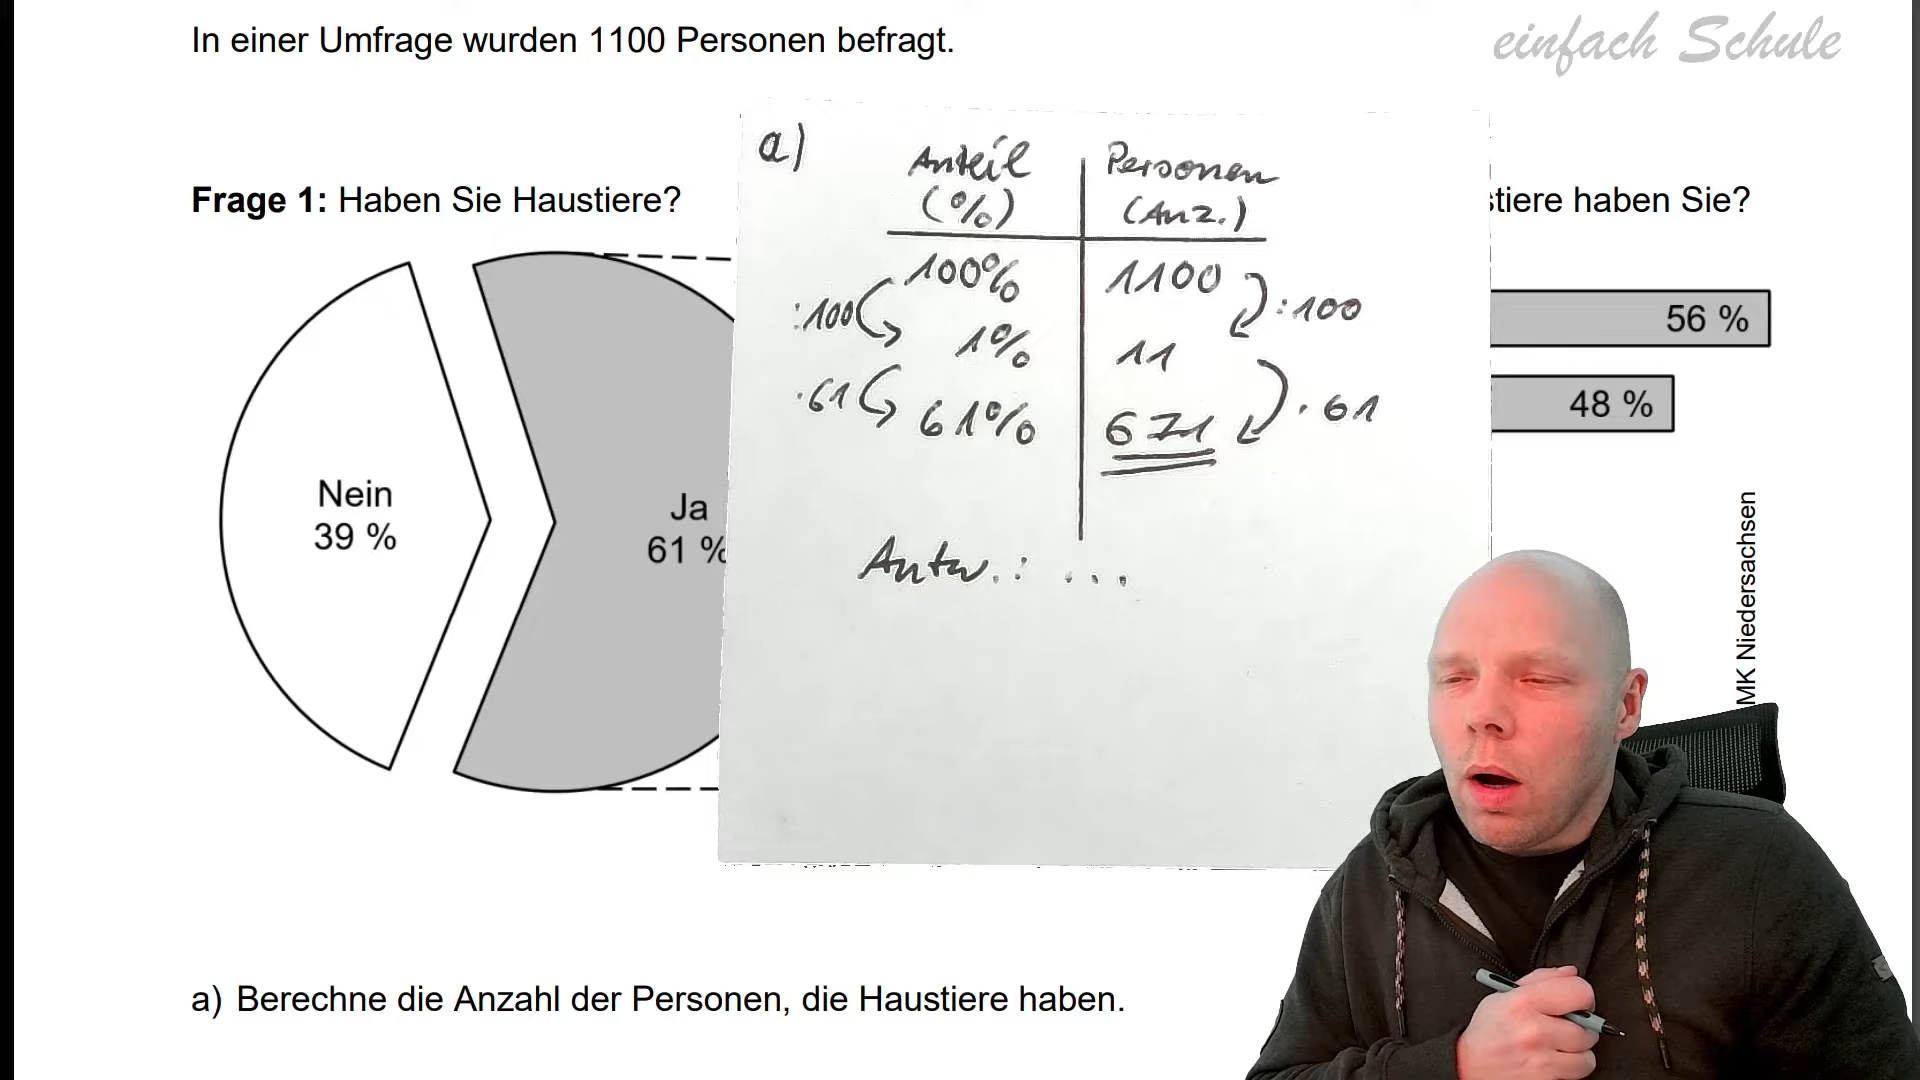 In einer Umfrage wurden 1100 Personen befragt.
einfach Schule
Frage 1: Haben Sie Haustiere?
stiere haben Sie?
Nein
39 %
Ja
61 %
56 %
48 %
MK Niedersachsen
a)
Anteil
(%)
Personen
(Anz.)
100% 1100
:100 :100
1% 11
·61 ·61
61% 671
Antw.: ...
a) Berechne die Anzahl der Personen, die Haustiere haben.